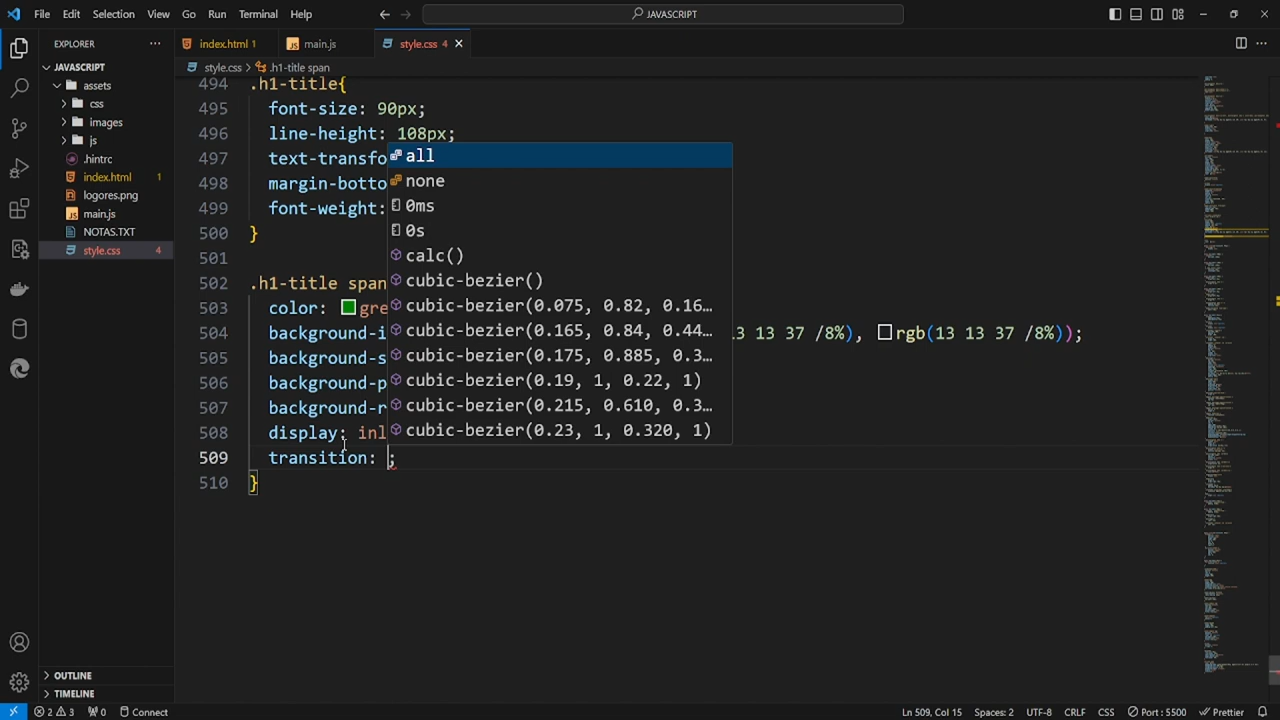 File Edit Selection View Go Run Terminal Help
JAVASCRIPT
EXPLORER
index.html 1
main.js
style.css 4
JAVASCRIPT
style.css > .h1-title span
assets
css
images
js
.hintrc
index.html 1
logores.png
main.js
NOTAS.TXT
style.css 4
494 .h1-title{
495 font-size: 90px;
496 line-height: 108px;
497 text-transfo
498 margin-botto
499 font-weight:
500 }
501
502 .h1-title span
503 color: gre
504 background-i 13 13 37 /8%), rgb(13 13 37 /8%));
505 background-s
506 background-p
507 background-r
508 display: inl
509 transition: ;
510 }
all
none
0ms
0s
calc()
cubic-bezier()
cubic-bezier(0.075, 0.82, 0.16…
cubic-bezier(0.165, 0.84, 0.44…
cubic-bezier(0.175, 0.885, 0.3…
cubic-bezier(0.19, 1, 0.22, 1)
cubic-bezier(0.215, 0.610, 0.3…
cubic-bezier(0.23, 1, 0.320, 1)
OUTLINE
TIMELINE
2 3 0 Connect
Ln 509, Col 15 Spaces: 2 UTF-8 CRLF CSS Port : 5500 Prettier